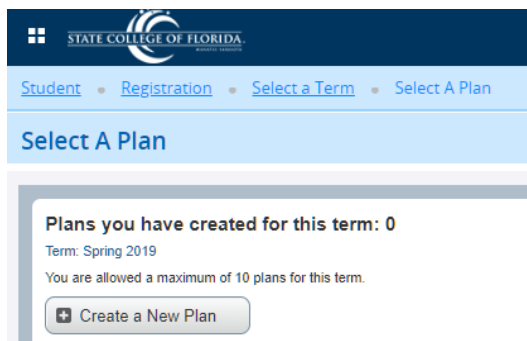 STATE COLLEGE OF FLORIDA.
Student • Registration • Select a Term • Select A Plan
Select A Plan
Plans you have created for this term: 0
Term: Spring 2019
You are allowed a maximum of 10 plans for this term.
Create a New Plan